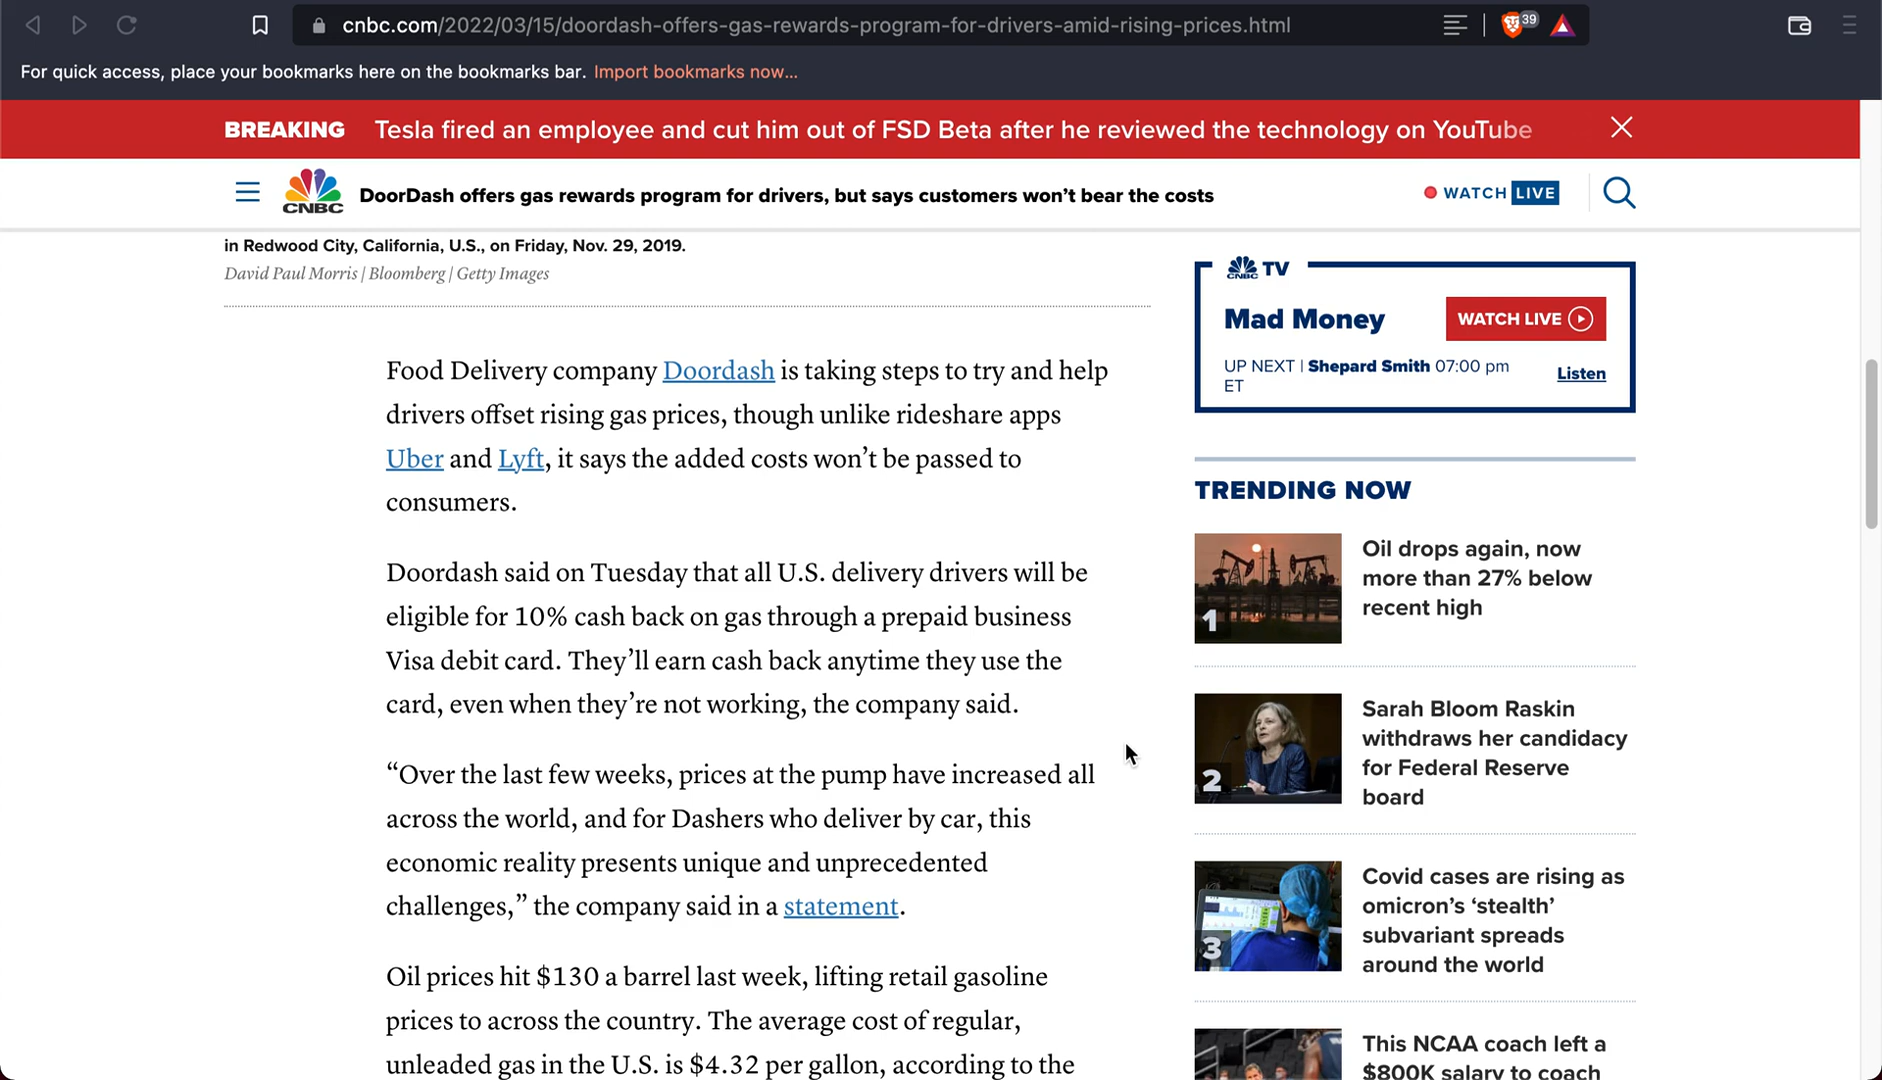 cnbc.com/2022/03/15/doordash-offers-gas-rewards-program-for-drivers-amid-rising-prices.html
39
For quick access, place your bookmarks here on the bookmarks bar. Import bookmarks now...
BREAKING Tesla fired an employee and cut him out of FSD Beta after he reviewed the technology on YouTube
CNBC DoorDash offers gas rewards program for drivers, but says customers won’t bear the costs
WATCH LIVE
in Redwood City, California, U.S., on Friday, Nov. 29, 2019.
David Paul Morris | Bloomberg | Getty Images
Food Delivery company Doordash is taking steps to try and help
drivers offset rising gas prices, though unlike rideshare apps
Uber and Lyft, it says the added costs won’t be passed to
consumers.
Doordash said on Tuesday that all U.S. delivery drivers will be
eligible for 10% cash back on gas through a prepaid business
Visa debit card. They’ll earn cash back anytime they use the
card, even when they’re not working, the company said.
“Over the last few weeks, prices at the pump have increased all
across the world, and for Dashers who deliver by car, this
economic reality presents unique and unprecedented
challenges,” the company said in a statement.
Oil prices hit $130 a barrel last week, lifting retail gasoline
prices to across the country. The average cost of regular,
unleaded gas in the U.S. is $4.32 per gallon, according to the
CNBC TV
Mad Money
WATCH LIVE
UP NEXT | Shepard Smith 07:00 pm
ET
Listen
TRENDING NOW
1
Oil drops again, now
more than 27% below
recent high
2
Sarah Bloom Raskin
withdraws her candidacy
for Federal Reserve
board
3
Covid cases are rising as
omicron’s ‘stealth’
subvariant spreads
around the world
This NCAA coach left a
$800K salary to coach